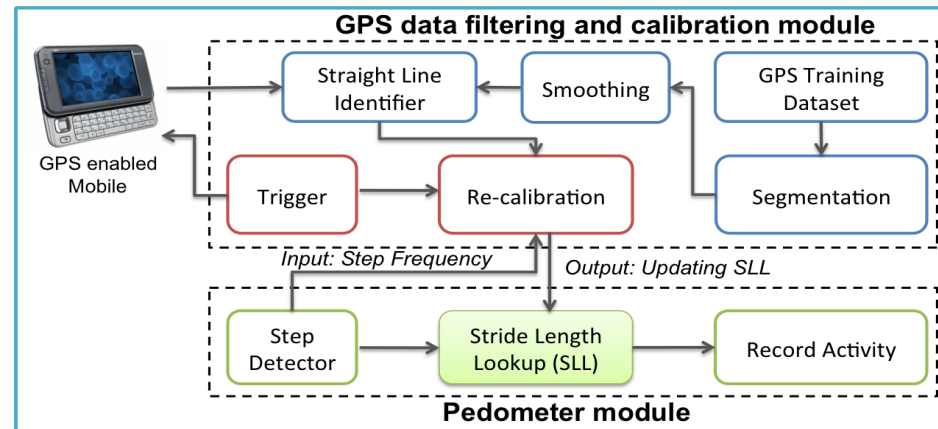 GPS data filtering and calibration module
GPS enabled
Mobile
Straight Line
Identifier
Smoothing
GPS Training
Dataset
Trigger
Re-calibration
Segmentation
Input: Step Frequency
Output: Updating SLL
Step
Detector
Stride Length
Lookup (SLL)
Record Activity
Pedometer module